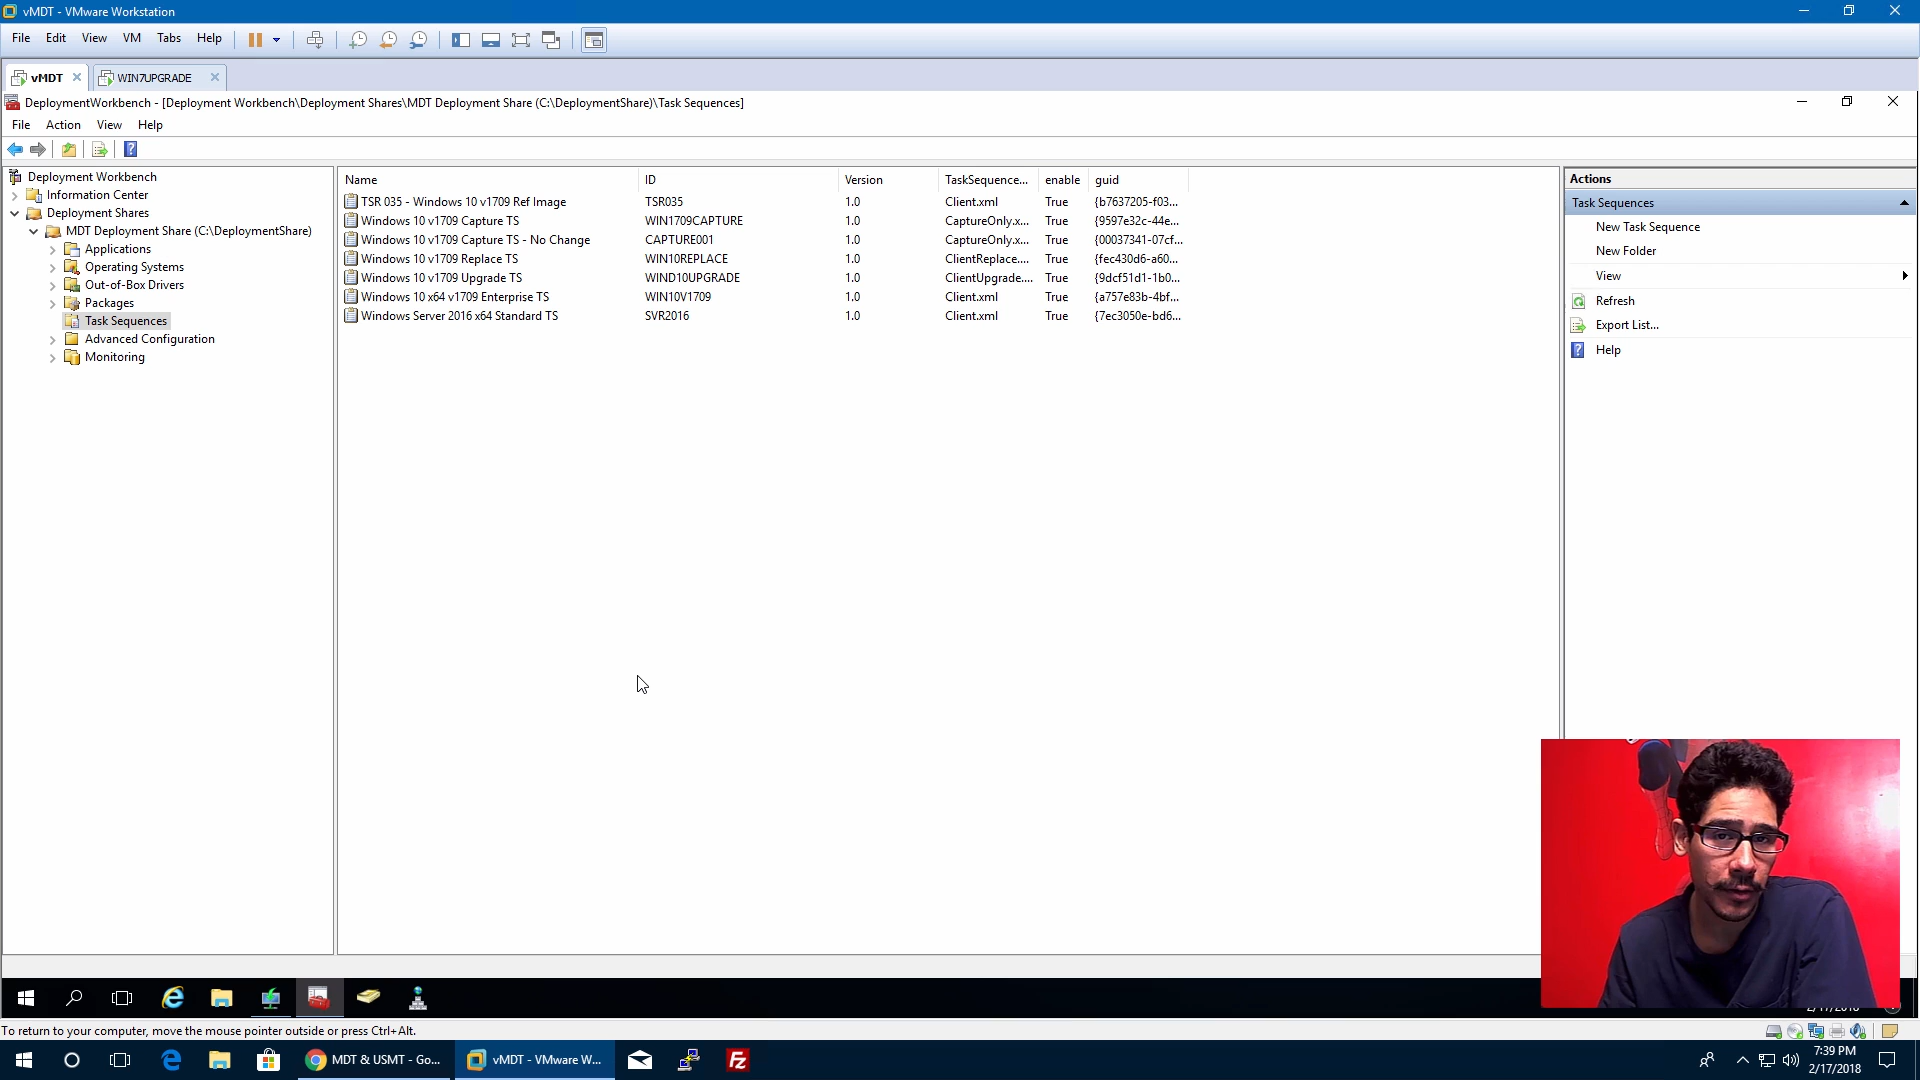 vMDT - VMware Workstation
File Edit View VM Tabs Help
vMDT WIN7UPGRADE
DeploymentWorkbench - [Deployment Workbench\Deployment Shares\MDT Deployment Share (C:\DeploymentShare)\Task Sequences]
File Action View Help
Deployment Workbench
Information Center
Deployment Shares
MDT Deployment Share (C:\DeploymentShare)
Applications
Operating Systems
Out-of-Box Drivers
Packages
Task Sequences
Advanced Configuration
Monitoring
Name ID Version TaskSequence... enable guid
TSR 035 - Windows 10 v1709 Ref Image TSR035 1.0 Client.xml True {b7637205-f03...
Windows 10 v1709 Capture TS WIN1709CAPTURE 1.0 CaptureOnly.x... True {9597e32c-44e...
Windows 10 v1709 Capture TS - No Change CAPTURE001 1.0 CaptureOnly.x... True {00037341-07cf...
Windows 10 v1709 Replace TS WIN10REPLACE 1.0 ClientReplace.... True {fec430d6-a60...
Windows 10 v1709 Upgrade TS WIND10UPGRADE 1.0 ClientUpgrade.... True {9dcf51d1-1b0...
Windows 10 x64 v1709 Enterprise TS WIN10V1709 1.0 Client.xml True {a757e83b-4bf...
Windows Server 2016 x64 Standard TS SVR2016 1.0 Client.xml True {7ec3050e-bd6...
Actions
Task Sequences
New Task Sequence
New Folder
View
Refresh
Export List...
Help
To return to your computer, move the mouse pointer outside or press Ctrl+Alt.
MDT & USMT - Go... vMDT - VMware W...
7:39 PM
2/17/2018